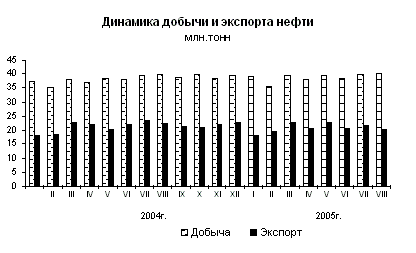 Динамика добычи и экспорта нефти
млн.тонн
45
40
35
30
25
20
15
10
5
0
II III IV V VI VII VIII IX X XI XII I II III IV V VI VII VIII
2004г. 2005г.
Добыча Экспорт